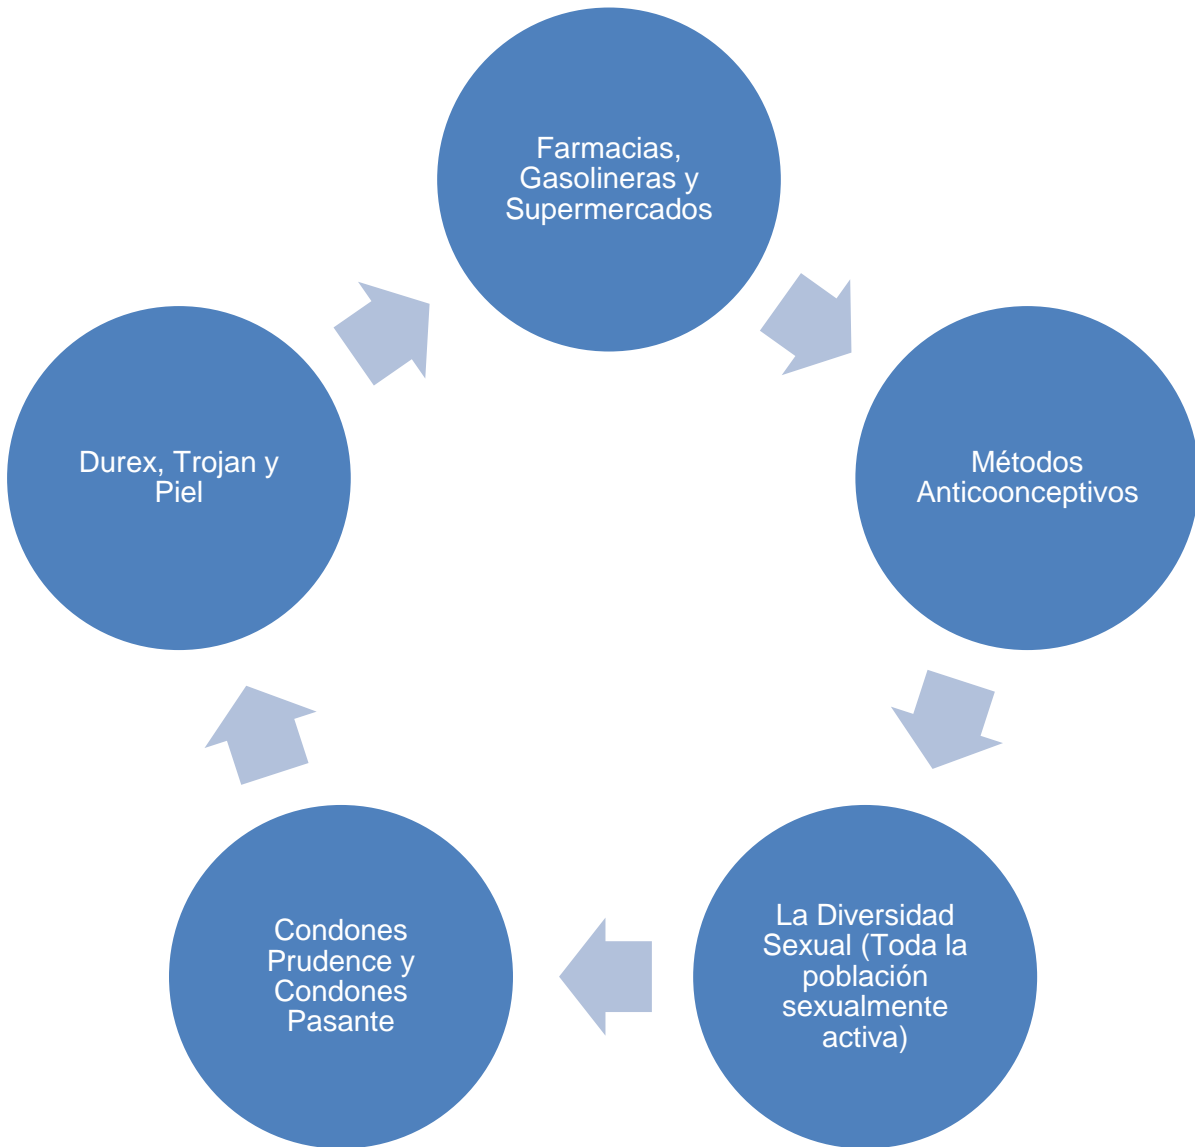 Farmacias,
Gasolineras y
Supermercados
Métodos
Anticoonceptivos
La Diversidad
Sexual (Toda la
población
sexualmente
activa)
Condones
Prudence y
Condones
Pasante
Durex, Trojan y
Piel